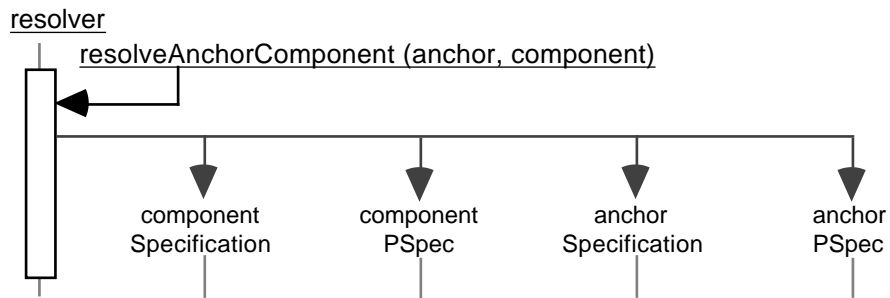 resolver
resolveAnchorComponent (anchor, component)
component
Specification
component
PSpec
anchor
Specification
anchor
PSpec